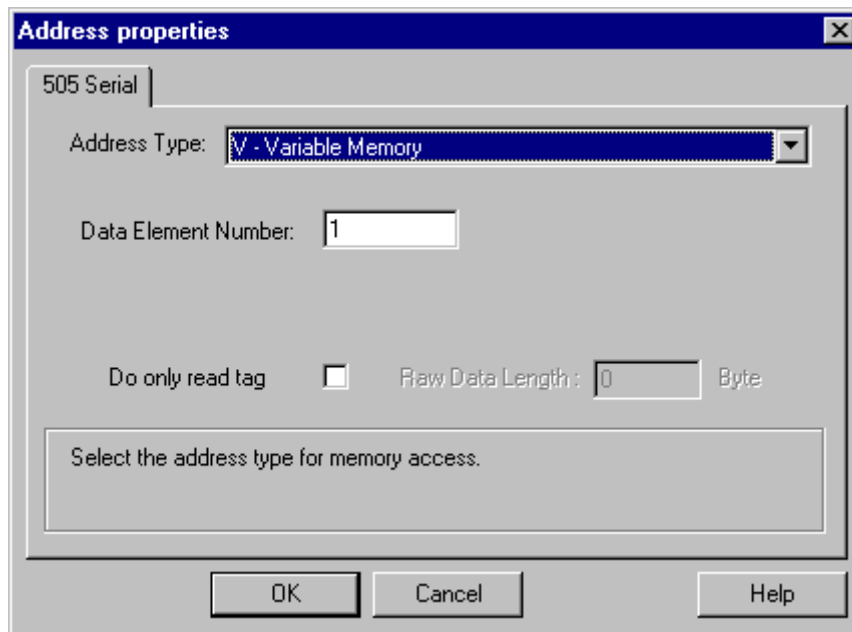 Address properties
505 Serial
Address Type: V - Variable Memory
Data Element Number: 1
Do only read tag Raw Data Length : 0 Byte
Select the address type for memory access.
OK Cancel Help